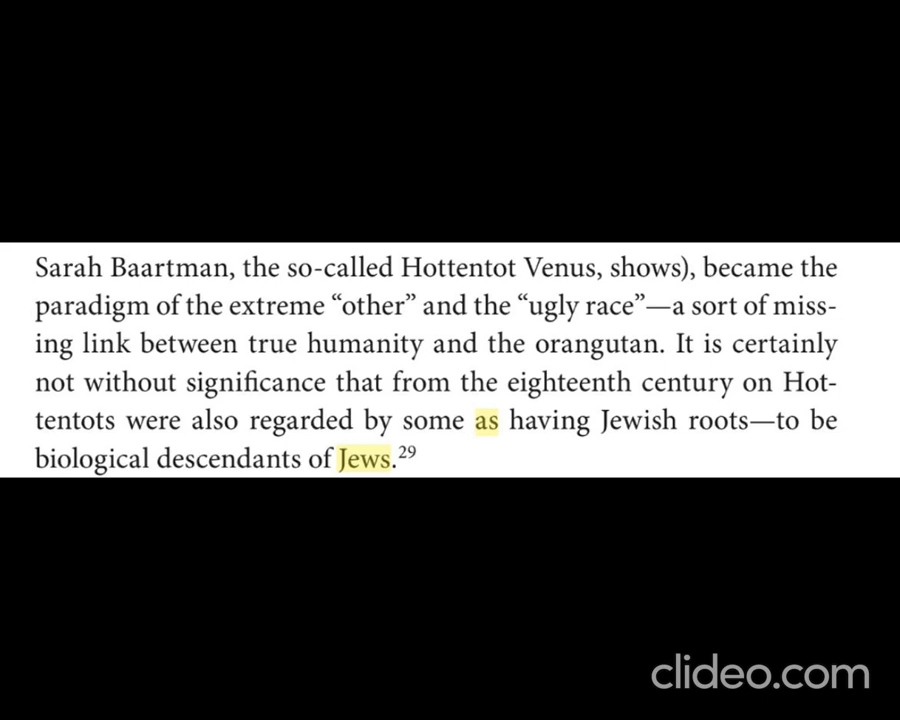 Sarah Baartman, the so-called Hottentot Venus, shows), became the
paradigm of the extreme “other” and the “ugly race”—a sort of miss-
ing link between true humanity and the orangutan. It is certainly
not without significance that from the eighteenth century on Hot-
tentots were also regarded by some as having Jewish roots—to be
biological descendants of Jews.29
clideo.com